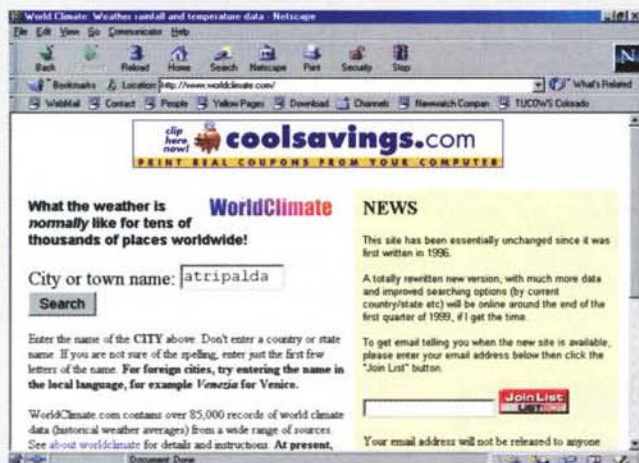 World Climate: Weather rainfall and temperature data - Netscape
File Edit View Go Communicator Help
Back Reload Home Search Netscape Print Security Stop
N
Bookmarks Location: http://www.worldclimate.com/ What's Related
WebMail Contact People Yellow Pages Download Channels Newwatch Compan TUCOWS Colorado
clip here now! coolsavings.com
PRINT REAL COUPONS FROM YOUR COMPUTER
What the weather is
normally like for tens of
thousands of places worldwide!
WorldClimate
City or town name: atripalda
Search
Enter the name of the CITY above. Don't enter a country or state
name. If you are not sure of the spelling, enter just the first few
letters of the name. For foreign cities, try entering the name in
the local language, for example Venezia for Venice.
WorldClimate.com contains over 85,000 records of world climate
data (historical weather averages) from a wide range of sources.
See about worldclimate for details and instructions. At present,
NEWS
This site has been essentially unchanged since it was
first written in 1996.
A totally rewritten new version, with much more data
and improved searching options (by current
country/state etc) will be online around the end of the
first quarter of 1999, if I get the time.
To get email telling you when the new site is available,
please enter your email address below then click the
"Join List" button.
Join List
Your email address will not be released to anyone
Document: Done